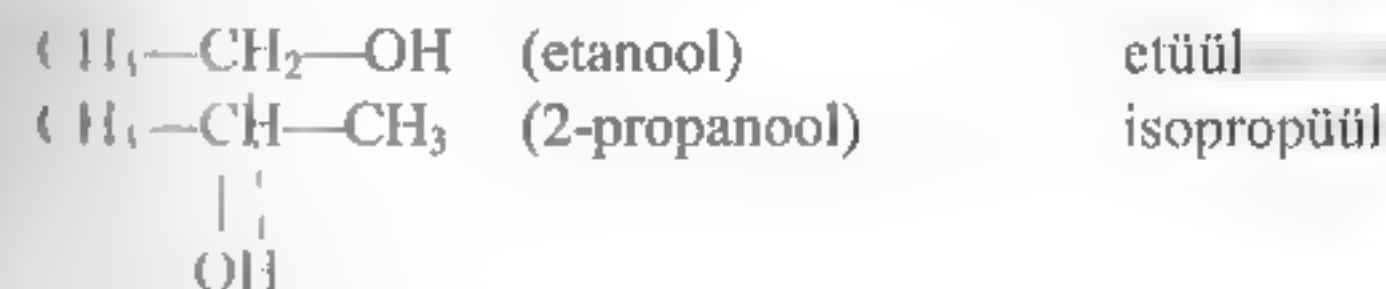 CH₃—CH₂—OH (etanool) etüül
CH₃—CH—CH₃ (2-propanool) isopropüül
OH